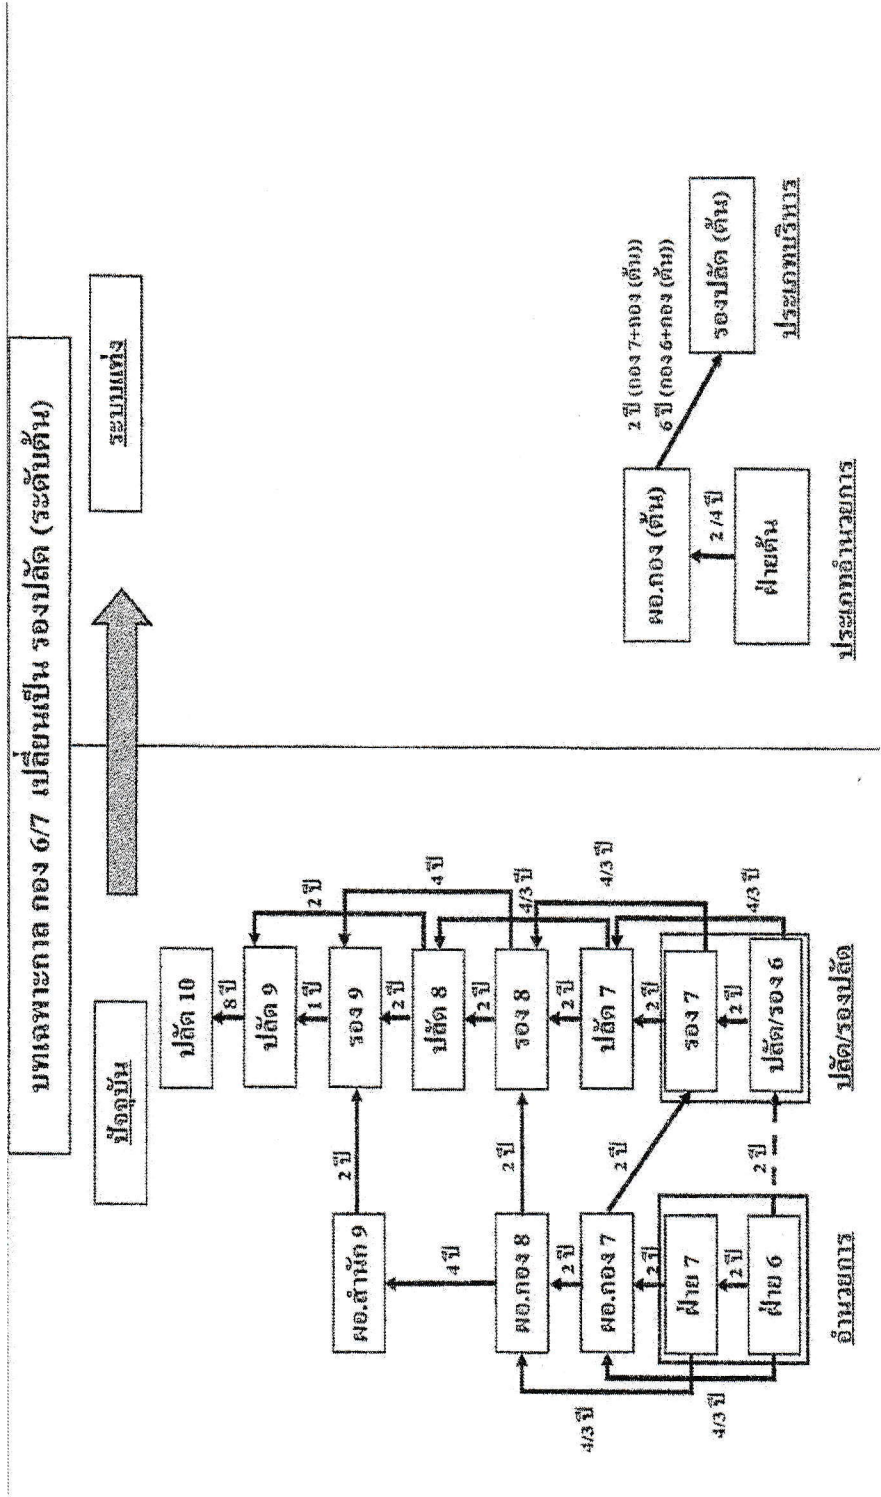 บทเฉพาะกาล กอง 6/7 เปลี่ยนเป็น รองปลัด (ระดับต้น)
ปัจจุบัน
ระบบแท่ง
ปลัด 10
8 ปี
ปลัด 9
2 ปี
1 ปี
ผอ.สำนัก 9
2 ปี
รอง 9
4 ปี
2 ปี
4 ปี
ปลัด 8
4/3 ปี
2 ปี
ผอ.กอง 8
2 ปี
รอง 8
4/3 ปี
2 ปี
2 ปี
ผอ.กอง 7
2 ปี
ปลัด 7
4/3 ปี
2 ปี
2 ปี
4/3 ปี
ฝ่าย 7
รอง 7
2 ปี
2 ปี
4/3 ปี
ฝ่าย 6
2 ปี
ปลัด/รอง 6
อำนวยการ
ปลัด/รองปลัด
2 ปี (กอง 7+กอง (ต้น))
6 ปี (กอง 6+กอง (ต้น))
ผอ.กอง (ต้น)
รองปลัด (ต้น)
2 /4 ปี
ฝ่ายต้น
ประเภทบริหาร
ประเภทอำนวยการ